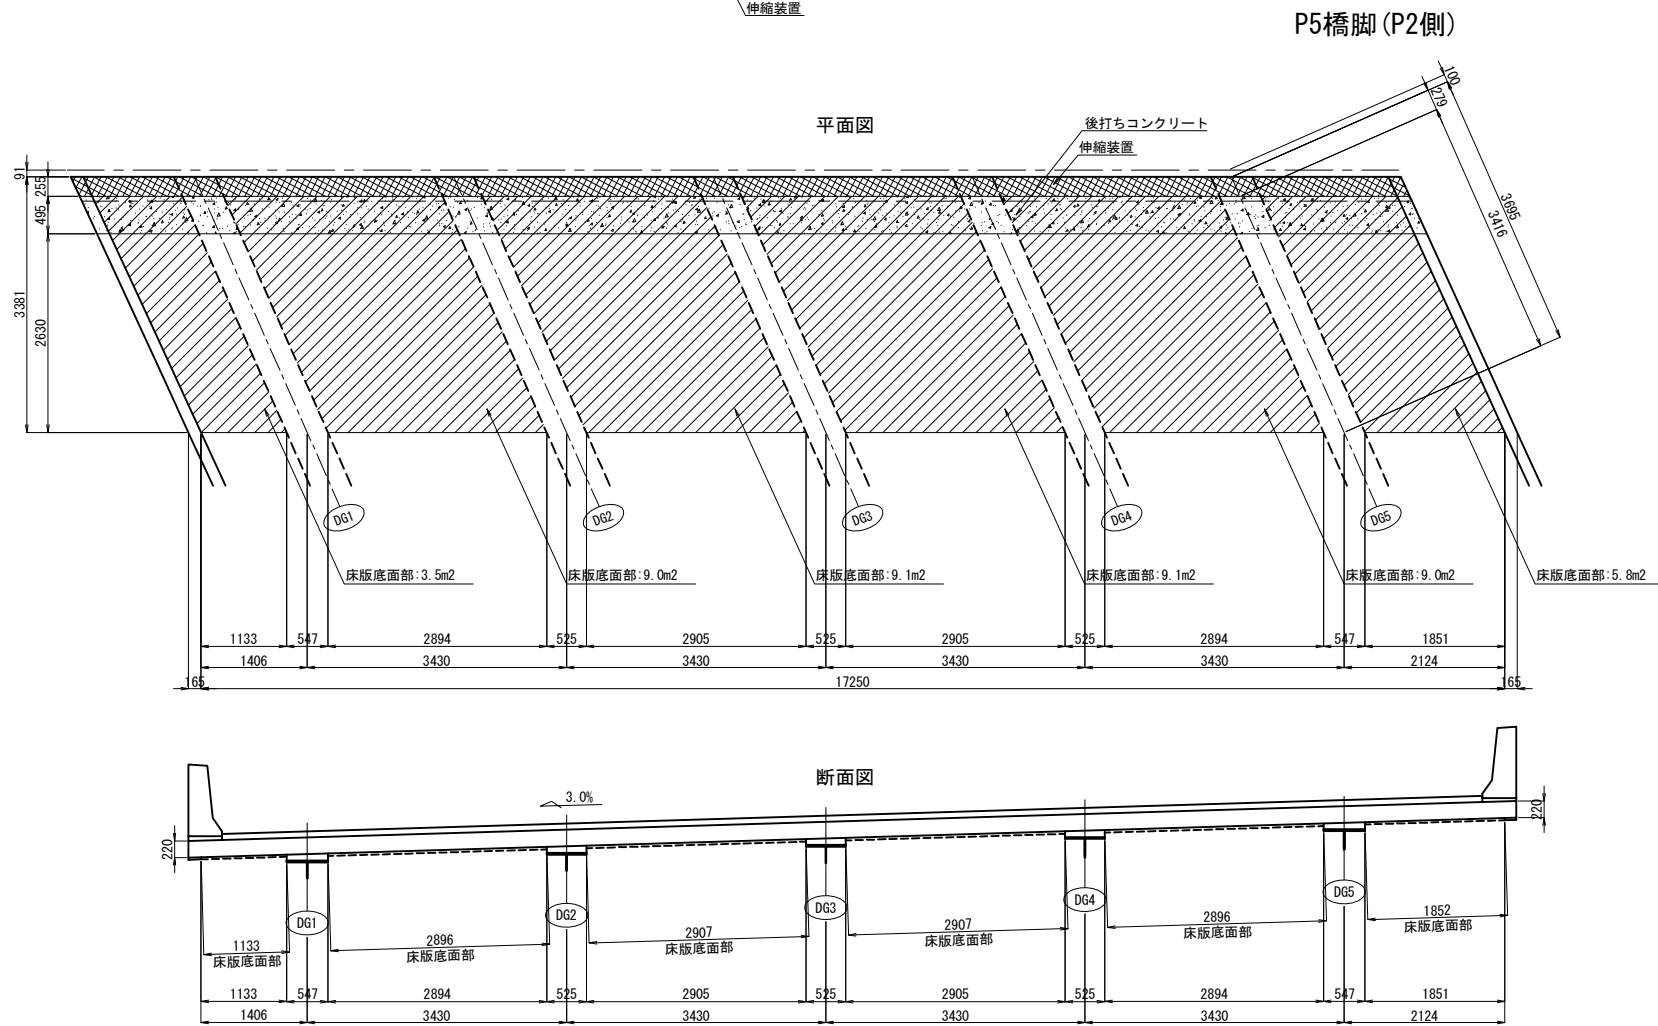 伸縮装置
P5橋脚(P2側)
平面図
後打ちコンクリート
伸縮装置
100
279
3695
3416
91
255
495
3381
2630
DG1
DG2
DG3
DG4
DG5
床版底面部:3.5m2
床版底面部:9.0m2
床版底面部:9.1m2
床版底面部:9.1m2
床版底面部:9.0m2
床版底面部:5.8m2
1133 547 2894 525 2905 525 2905 525 2894 547 1851
1406 3430 3430 3430 3430 2124
165 17250 165
断面図
3.0%
220
220
DG1
DG2
DG3
DG4
DG5
1133
床版底面部
2896
床版底面部
2907
床版底面部
2907
床版底面部
2896
床版底面部
1852
床版底面部
1133 547 2894 525 2905 525 2905 525 2894 547 1851
1406 3430 3430 3430 3430 2124